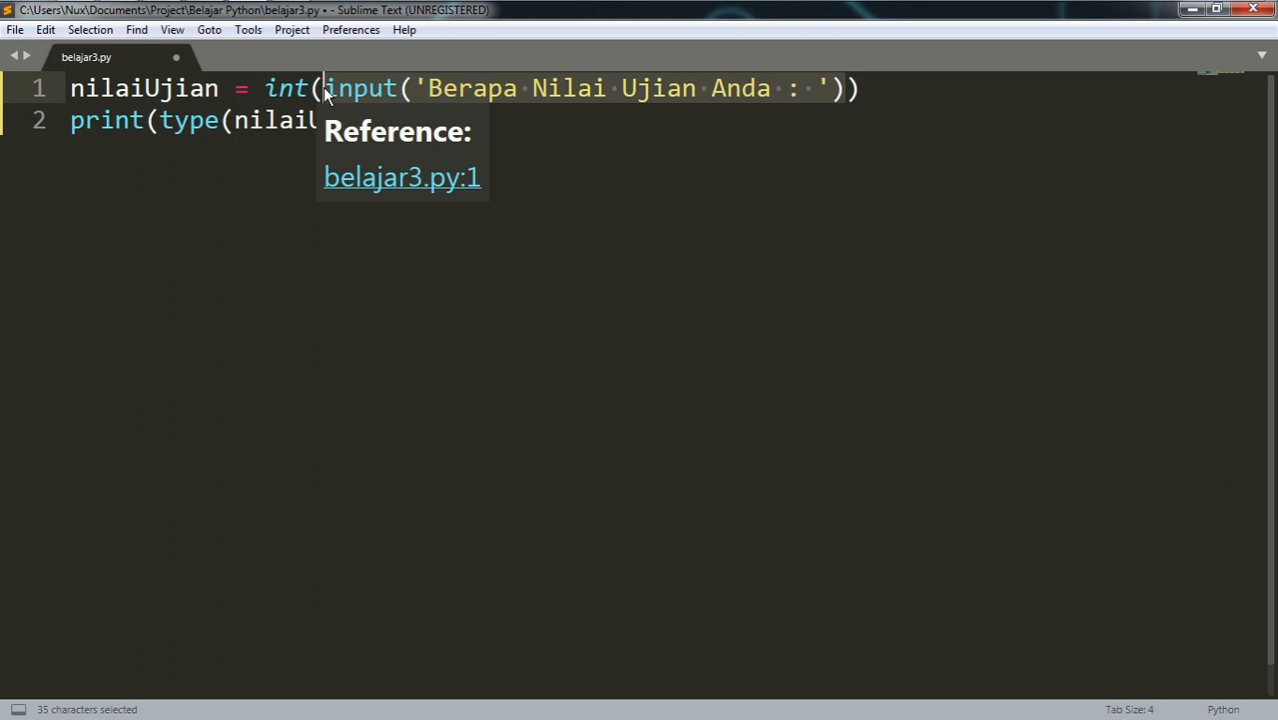 C:\Users\Nux\Documents\Project\Belajar Python\belajar3.py • - Sublime Text (UNREGISTERED)
File Edit Selection Find View Goto Tools Project Preferences Help
belajar3.py
1 nilaiUjian = int(input('Berapa Nilai Ujian Anda : '))
2 print(type(nilaiU
Reference:
belajar3.py:1
35 characters selected Tab Size: 4 Python